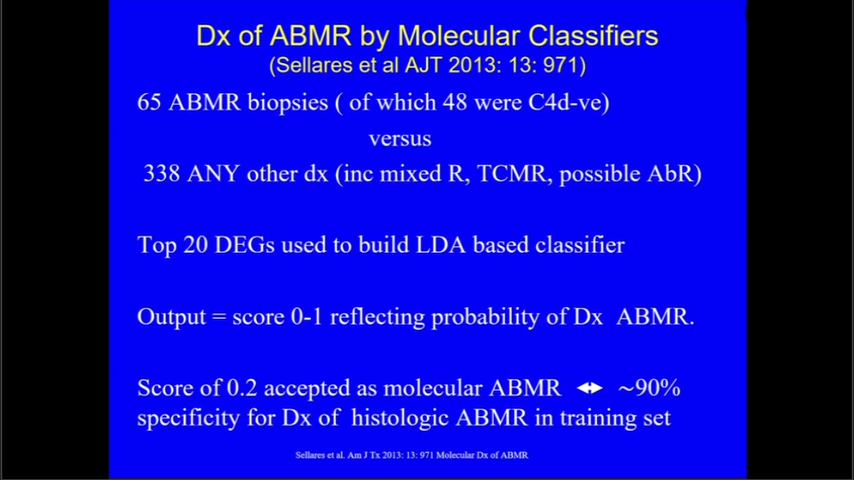 Dx of ABMR by Molecular Classifiers
(Sellares et al AJT 2013: 13: 971)
65 ABMR biopsies ( of which 48 were C4d-ve)
versus
338 ANY other dx (inc mixed R, TCMR, possible AbR)
Top 20 DEGs used to build LDA based classifier
Output = score 0-1 reflecting probability of Dx ABMR.
Score of 0.2 accepted as molecular ABMR ◄► ~90%
specificity for Dx of histologic ABMR in training set
Sellares et al. Am J Tx 2013: 13: 971 Molecular Dx of ABMR